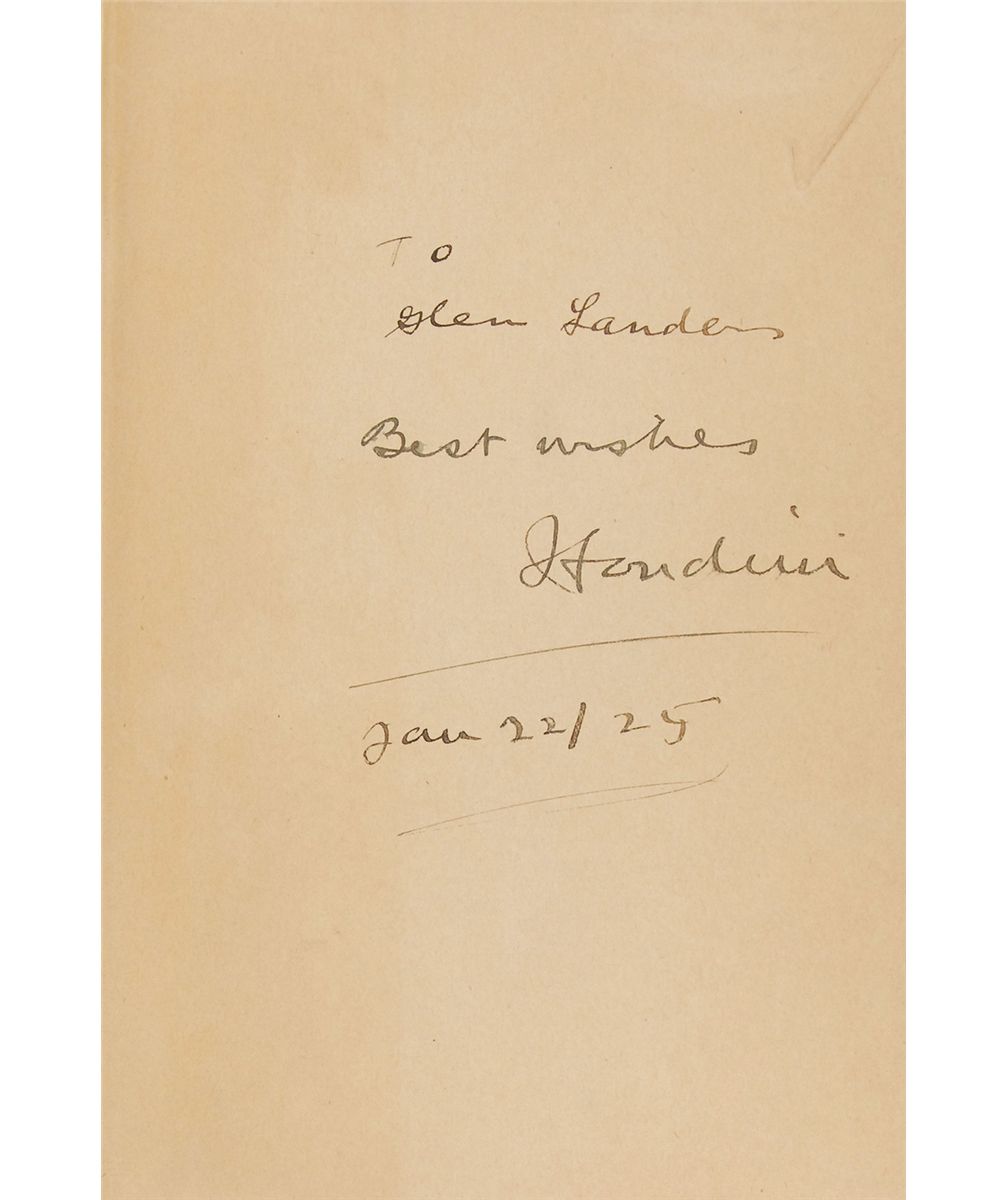 To
Glen Landers
Best wishes
Houdini
Jan 22/25